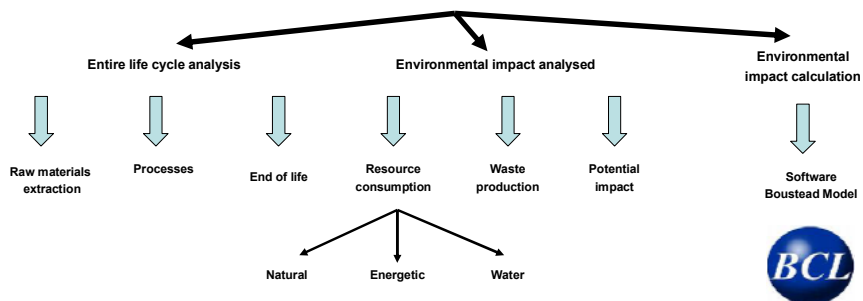 Entire life cycle analysis
Environmental impact analysed
Environmental
impact calculation
Raw materials
extraction
Processes
End of life
Resource
consumption
Waste
production
Potential
impact
Software
Boustead Model
Natural
Energetic
Water
BCL